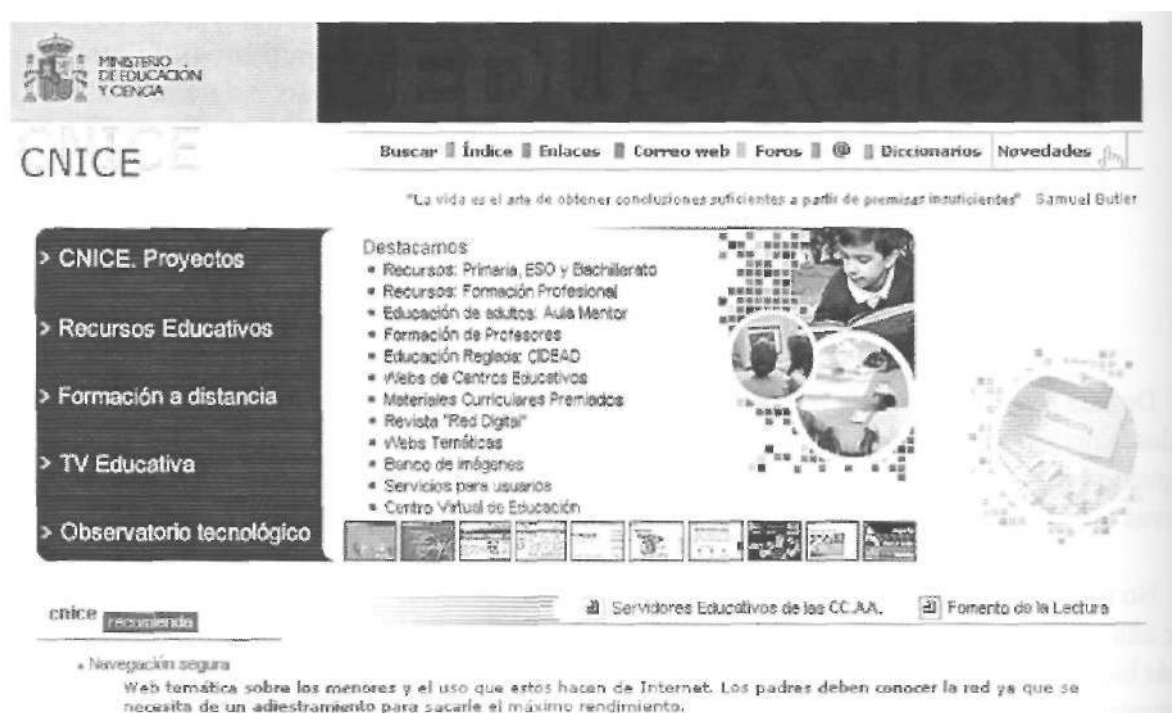 MINISTERIO
DE EDUCACION
Y CIENCIA
EDUCACION
CNICE
Buscar Índice Enlaces Correo web Foros @ Diccionarios Novedades
"La vida es el arte de obtener conclusiones suficientes a partir de premisas insuficientes" Samuel Butler
> CNICE. Proyectos
> Recursos Educativos
> Formación a distancia
> TV Educativa
> Observatorio tecnológico
Destacamos
Recursos: Primaria, ESO y Bachillerato
Recursos: Formación Profesional
Educación de adultos: Aula Mentor
Formación de Profesores
Educación Reglada: CIDEAD
Webs de Centros Educativos
Materiales Curriculares Premiados
Revista "Red Digital"
Webs Temáticas
Banco de imágenes
Servicios para usuarios
Centro Virtual de Educación
cnice recomienda
Servidores Educativos de las CC.AA. Fomento de la Lectura
Navegación segura
Web temática sobre los menores y el uso que estos hacen de Internet. Los padres deben conocer la red ya que se
necesita de un adiestramiento para sacarle el máximo rendimiento.